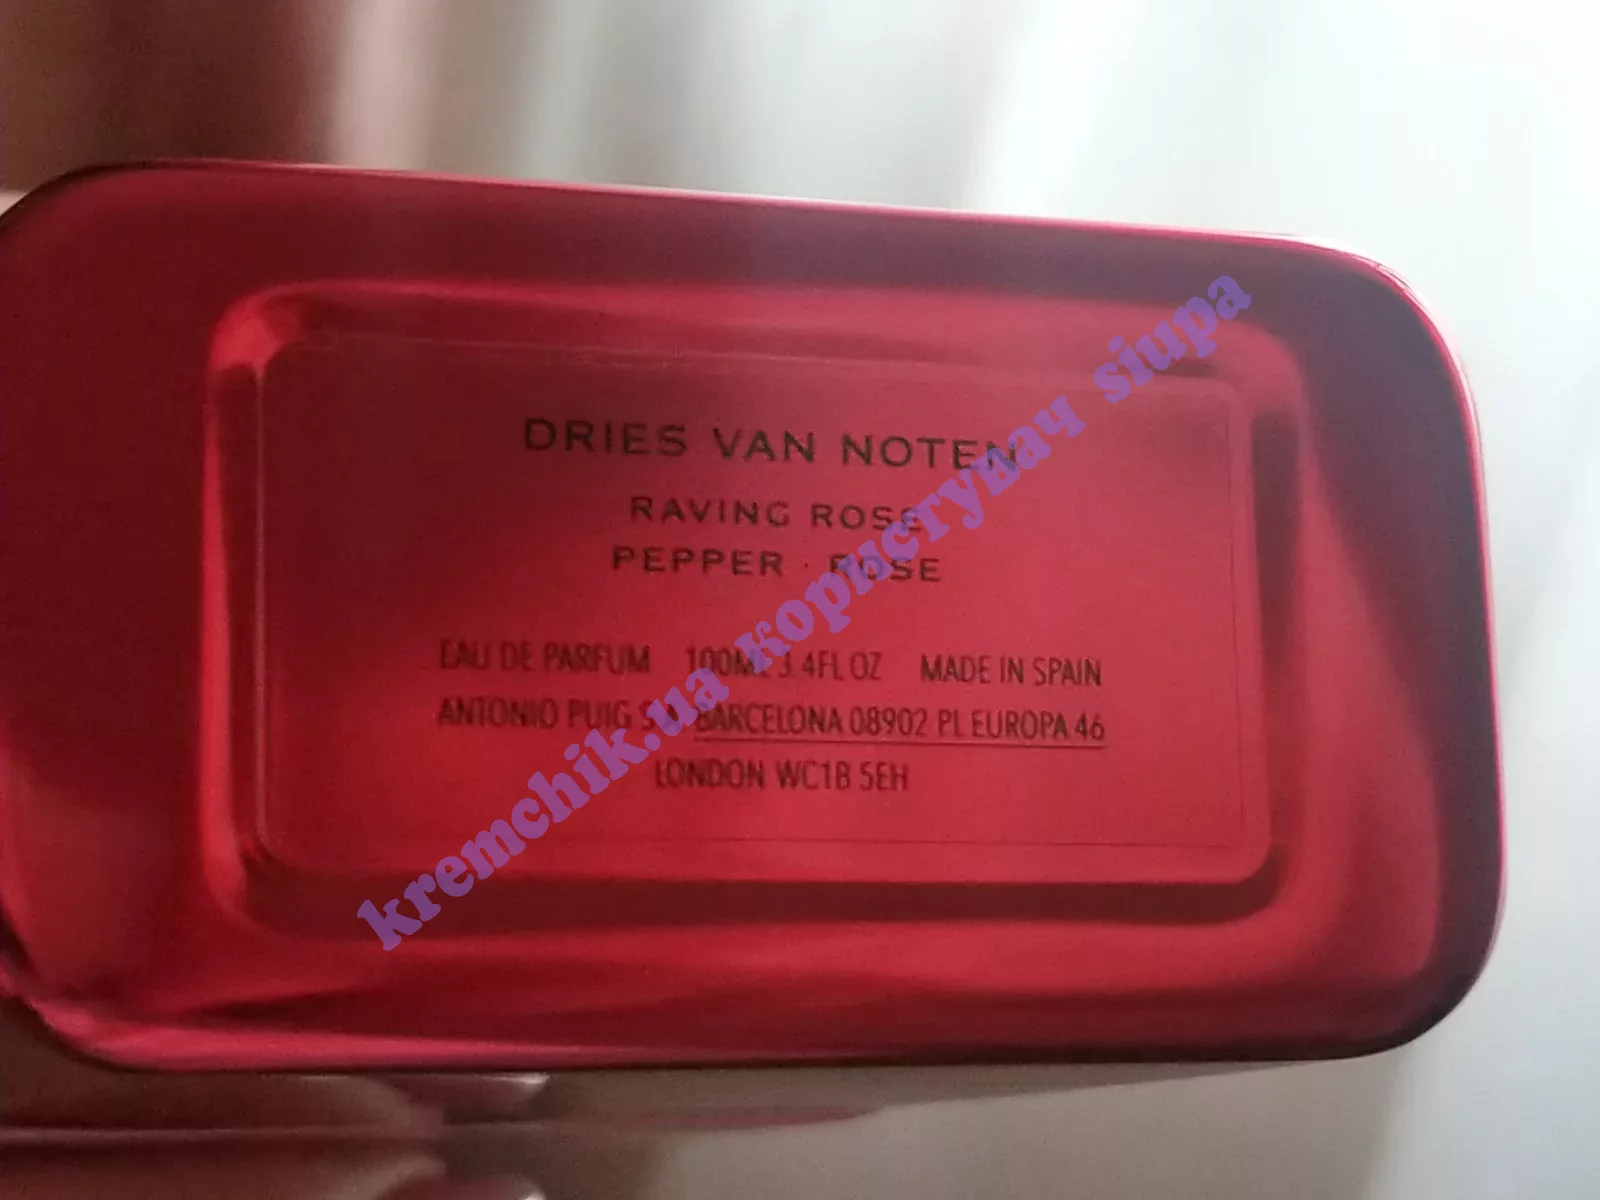 DRIES VAN NOTEN
RAVING ROSE
PEPPER · ROSE
EAU DE PARFUM 100ML 3.4FL OZ MADE IN SPAIN
ANTONIO PUIG S.A. BARCELONA 08902 PL EUROPA 46
LONDON WC1B 5EH
kremchik.ua користувач siupa